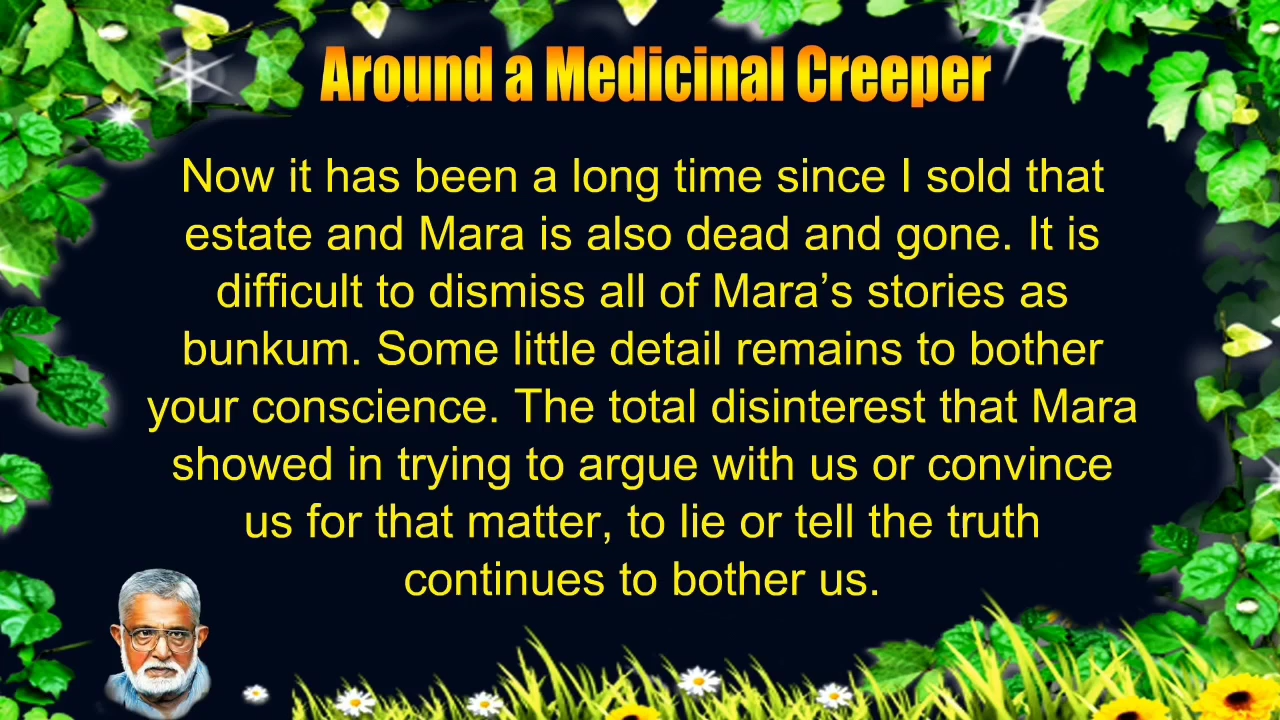 Around a Medicinal Creeper
Now it has been a long time since I sold that
estate and Mara is also dead and gone. It is
difficult to dismiss all of Mara’s stories as
bunkum. Some little detail remains to bother
your conscience. The total disinterest that Mara
showed in trying to argue with us or convince
us for that matter, to lie or tell the truth
continues to bother us.